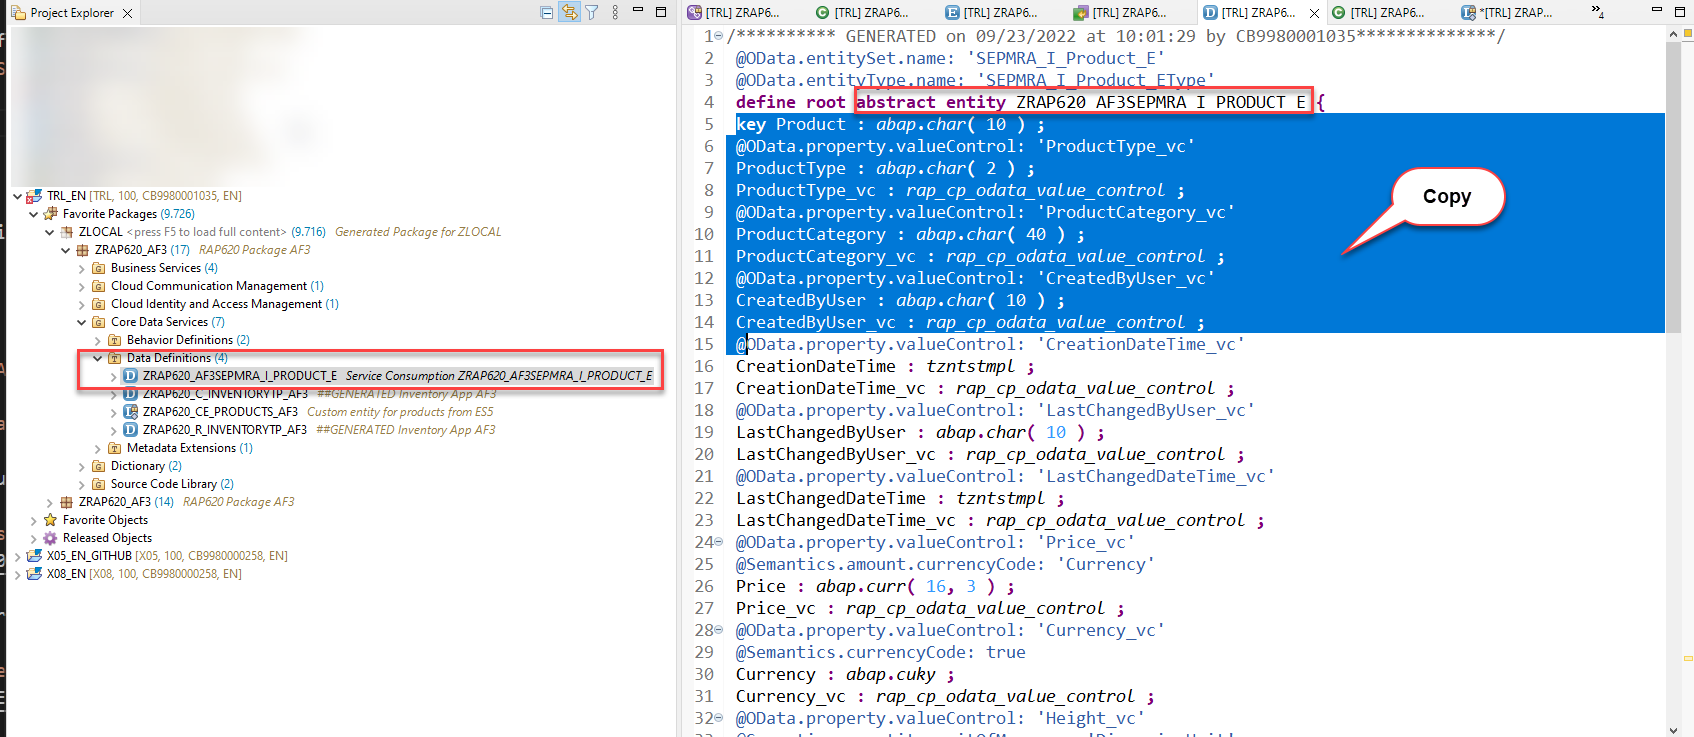 Project Explorer
TRL_EN [TRL, 100, CB9980001035, EN]
Favorite Packages (9.726)
ZLOCAL <press F5 to load full content> (9.716) Generated Package for ZLOCAL
ZRAP620_AF3 (17) RAP620 Package AF3
Business Services (4)
Cloud Communication Management (1)
Cloud Identity and Access Management (1)
Core Data Services (7)
Behavior Definitions (2)
Data Definitions (4)
ZRAP620_AF3SEPMRA_I_PRODUCT_E Service Consumption ZRAP620_AF3SEPMRA_I_PRODUCT_E
ZRAP620_C_INVENTORYTP_AF3 ##GENERATED Inventory App AF3
ZRAP620_CE_PRODUCTS_AF3 Custom entity for products from ES5
ZRAP620_R_INVENTORYTP_AF3 ##GENERATED Inventory App AF3
Metadata Extensions (1)
Dictionary (2)
Source Code Library (2)
ZRAP620_AF3 (14) RAP620 Package AF3
Favorite Objects
Released Objects
X05_EN_GITHUB [X05, 100, CB9980000258, EN]
X08_EN [X08, 100, CB9980000258, EN]
[TRL] ZRAP6... [TRL] ZRAP6... [TRL] ZRAP6... [TRL] ZRAP6... [TRL] ZRAP6... [TRL] ZRAP6... *[TRL] ZRAP... »4
1 /********** GENERATED on 09/23/2022 at 10:01:29 by CB9980001035**************/
2 @OData.entitySet.name: 'SEPMRA_I_Product_E'
3 @OData.entityType.name: 'SEPMRA_I_Product_EType'
4 define root abstract entity ZRAP620_AF3SEPMRA_I_PRODUCT_E {
5 key Product : abap.char( 10 ) ;
6 @OData.property.valueControl: 'ProductType_vc'
7 ProductType : abap.char( 2 ) ;
8 ProductType_vc : rap_cp_odata_value_control ;
9 @OData.property.valueControl: 'ProductCategory_vc'
10 ProductCategory : abap.char( 40 ) ;
11 ProductCategory_vc : rap_cp_odata_value_control ;
12 @OData.property.valueControl: 'CreatedByUser_vc'
13 CreatedByUser : abap.char( 10 ) ;
14 CreatedByUser_vc : rap_cp_odata_value_control ;
15 @OData.property.valueControl: 'CreationDateTime_vc'
16 CreationDateTime : tzntstmpl ;
17 CreationDateTime_vc : rap_cp_odata_value_control ;
18 @OData.property.valueControl: 'LastChangedByUser_vc'
19 LastChangedByUser : abap.char( 10 ) ;
20 LastChangedByUser_vc : rap_cp_odata_value_control ;
21 @OData.property.valueControl: 'LastChangedDateTime_vc'
22 LastChangedDateTime : tzntstmpl ;
23 LastChangedDateTime_vc : rap_cp_odata_value_control ;
24 @OData.property.valueControl: 'Price_vc'
25 @Semantics.amount.currencyCode: 'Currency'
26 Price : abap.curr( 16, 3 ) ;
27 Price_vc : rap_cp_odata_value_control ;
28 @OData.property.valueControl: 'Currency_vc'
29 @Semantics.currencyCode: true
30 Currency : abap.cuky ;
31 Currency_vc : rap_cp_odata_value_control ;
32 @OData.property.valueControl: 'Height_vc'
Copy